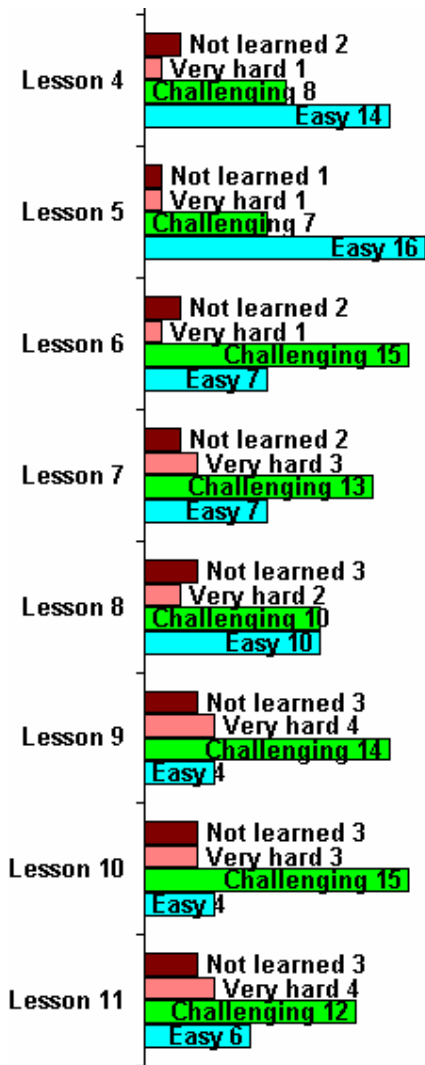 Not learned 2
Very hard 1
Lesson 4
Challenging 8
Easy 14
Not learned 1
Very hard 1
Lesson 5
Challenging 7
Easy 16
Not learned 2
Very hard 1
Lesson 6
Challenging 15
Easy 7
Not learned 2
Very hard 3
Lesson 7
Challenging 13
Easy 7
Not learned 3
Very hard 2
Lesson 8
Challenging 10
Easy 10
Not learned 3
Very hard 4
Lesson 9
Challenging 14
Easy 4
Not learned 3
Very hard 3
Lesson 10
Challenging 15
Easy 4
Not learned 3
Very hard 4
Lesson 11
Challenging 12
Easy 6